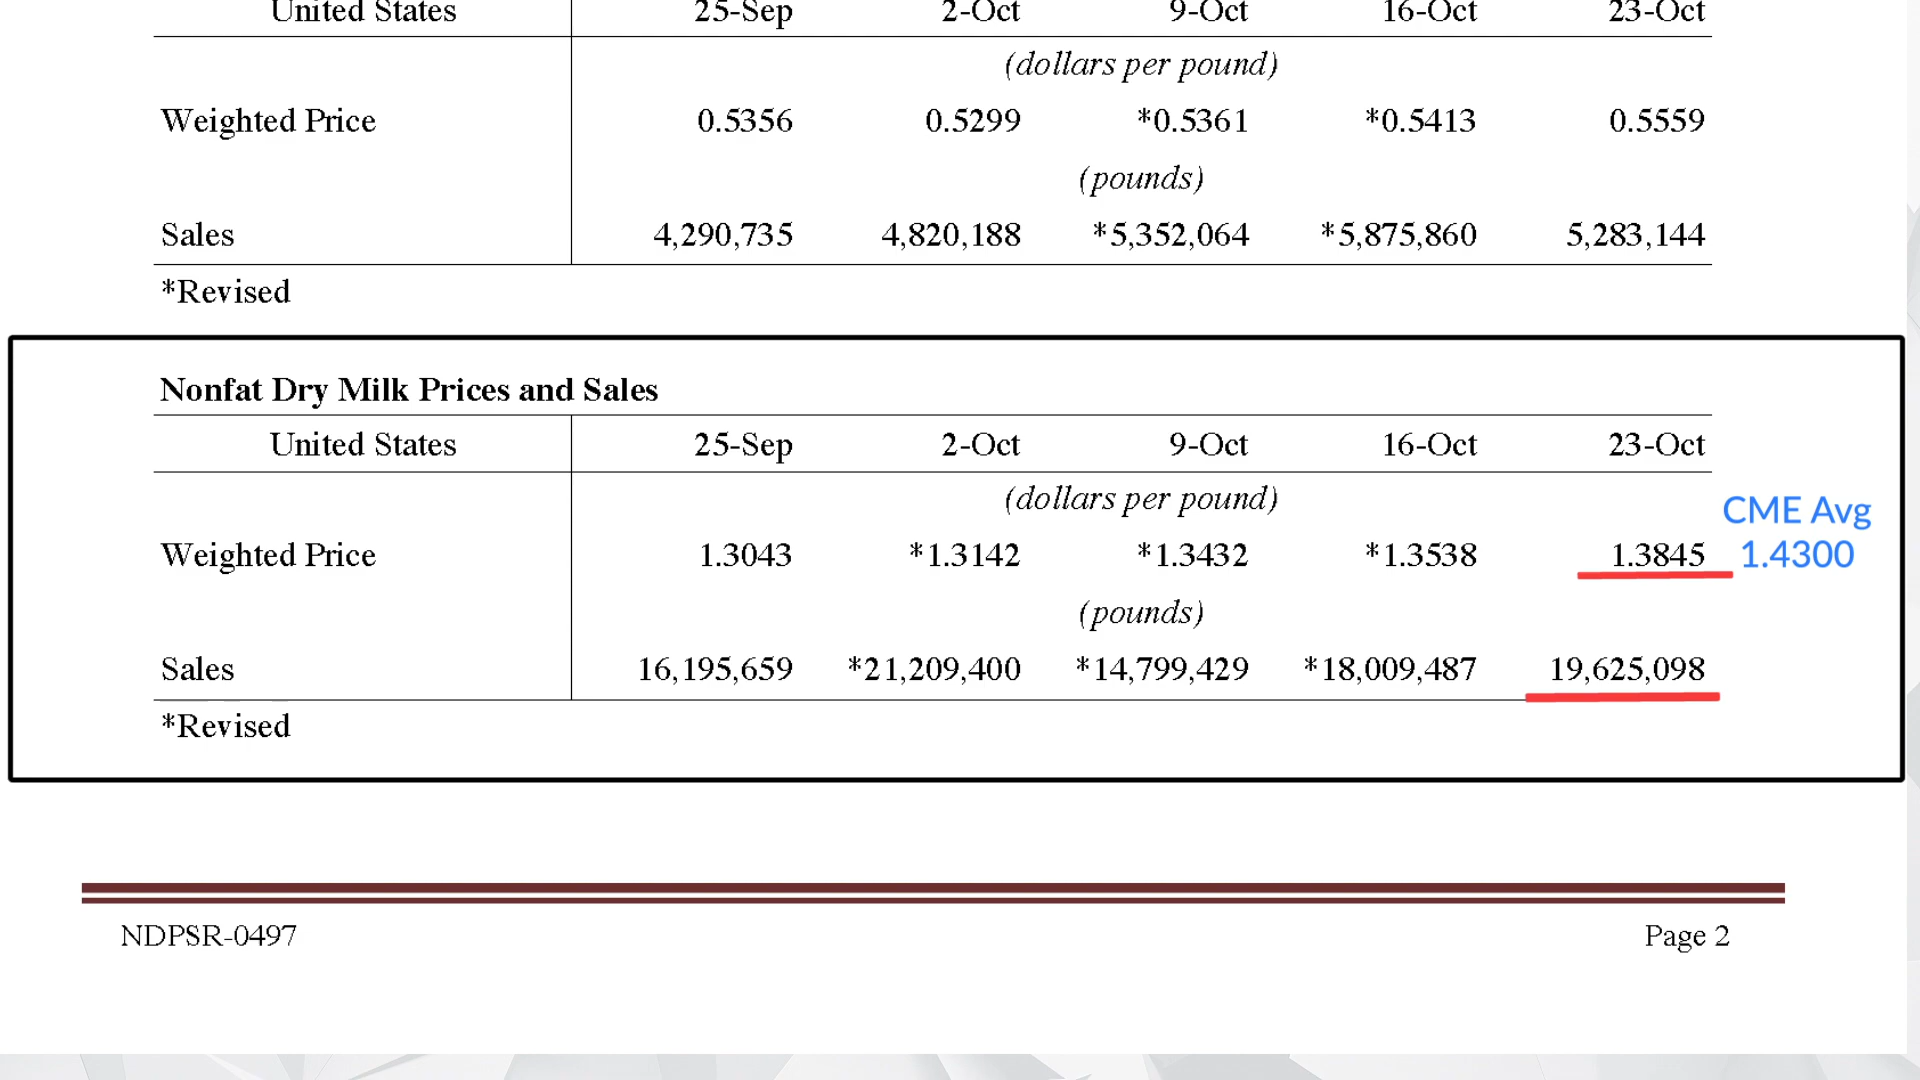 United States 25-Sep 2-Oct 9-Oct 16-Oct 23-Oct
(dollars per pound)
Weighted Price 0.5356 0.5299 *0.5361 *0.5413 0.5559
(pounds)
Sales 4,290,735 4,820,188 *5,352,064 *5,875,860 5,283,144
*Revised
Nonfat Dry Milk Prices and Sales
United States 25-Sep 2-Oct 9-Oct 16-Oct 23-Oct
(dollars per pound)
CME Avg
Weighted Price 1.3043 *1.3142 *1.3432 *1.3538 1.3845 1.4300
(pounds)
Sales 16,195,659 *21,209,400 *14,799,429 *18,009,487 19,625,098
*Revised
NDPSR-0497 Page 2